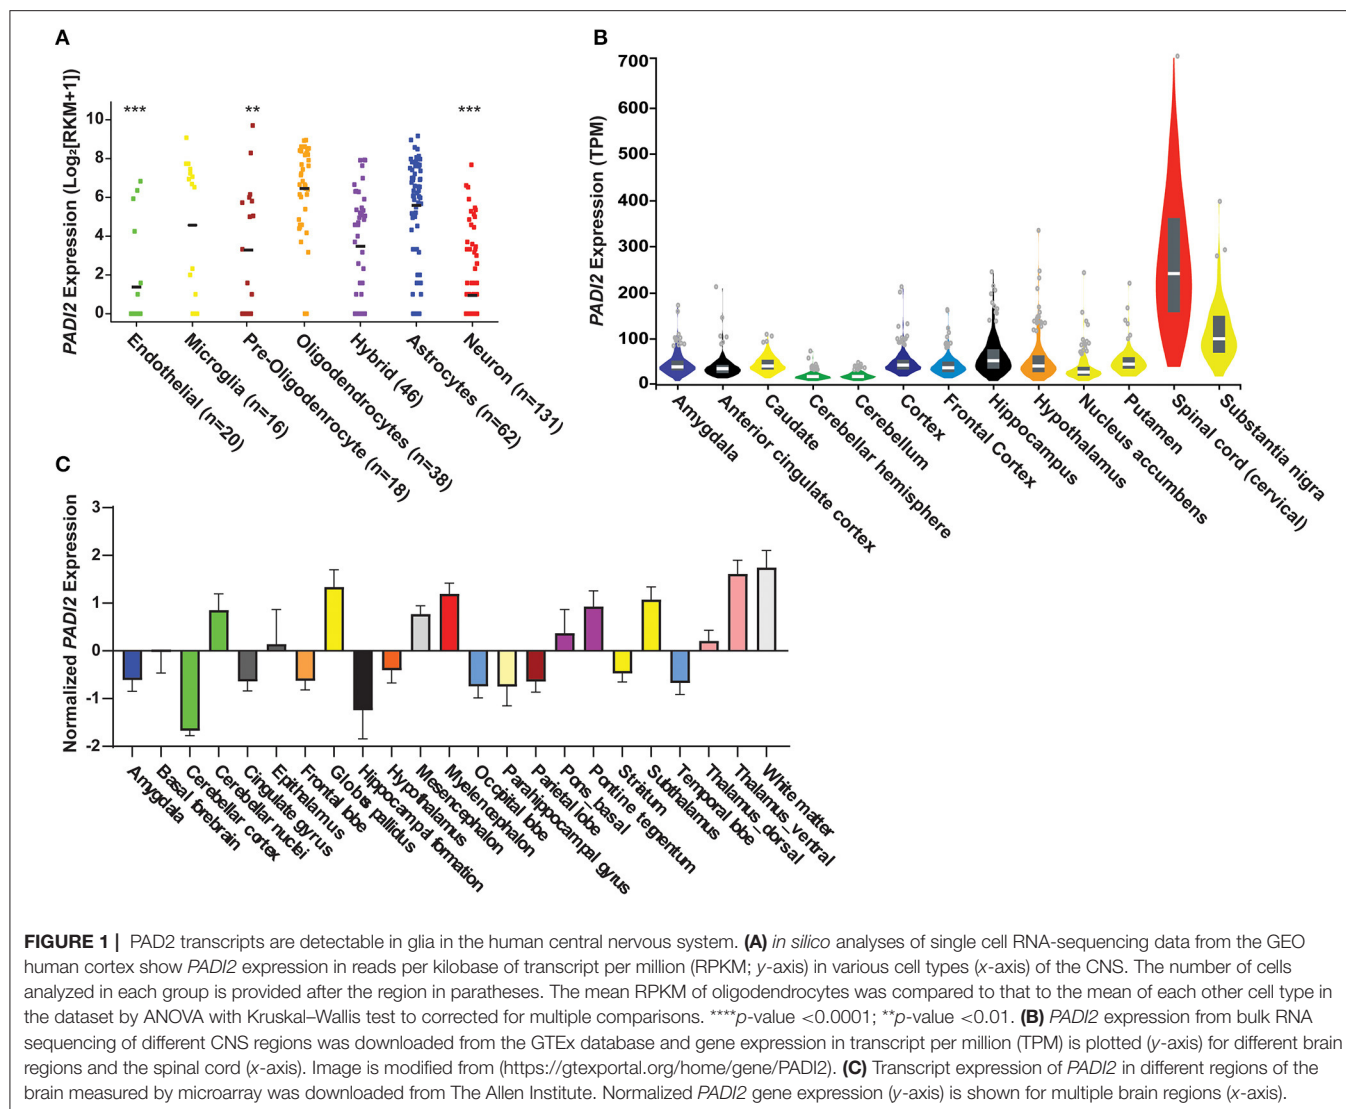 A
PADI2 Expression (Log₂[RKM+1])
10
8
6
4
2
0
***
**
***
Endothelial (n=20)
Microglia (n=16)
Pre-Oligodenrocyte (n=18)
Oligodendrocytes (n=38)
Hybrid (46)
Astrocytes (n=62)
Neuron (n=131)
B
PADI2 Expression (TPM)
700
600
500
400
300
200
100
0
Amygdala
Anterior cingulate cortex
Caudate
Cerebellar hemisphere
Cerebellum
Cortex
Frontal Cortex
Hippocampus
Hypothalamus
Nucleus accumbens
Putamen
Spinal cord (cervical)
Substantia nigra
C
Normalized PADI2 Expression
3
2
1
0
-1
-2
Amygdala
Basal forebrain
Cerebellar cortex
Cerebellar nuclei
Cingulate gyrus
Epithalamus
Frontal lobe
Globus pallidus
Hippocampal formation
Hypothalamus
Mesencephalon
Myelencephalon
Occipital lobe
Parahippocampal gyrus
Parietal lobe
Pons_basal
Pontine tegmentum
Stratum
Subthalamus
Temporal lobe
Thalamus_dorsal
Thalamus_ventral
White matter
FIGURE 1 | PAD2 transcripts are detectable in glia in the human central nervous system. (A) in silico analyses of single cell RNA-sequencing data from the GEO
human cortex show PADI2 expression in reads per kilobase of transcript per million (RPKM; y-axis) in various cell types (x-axis) of the CNS. The number of cells
analyzed in each group is provided after the region in paratheses. The mean RPKM of oligodendrocytes was compared to that to the mean of each other cell type in
the dataset by ANOVA with Kruskal–Wallis test to corrected for multiple comparisons. ****p-value <0.0001; **p-value <0.01. (B) PADI2 expression from bulk RNA
sequencing of different CNS regions was downloaded from the GTEx database and gene expression in transcript per million (TPM) is plotted (y-axis) for different brain
regions and the spinal cord (x-axis). Image is modified from (https://gtexportal.org/home/gene/PADI2). (C) Transcript expression of PADI2 in different regions of the
brain measured by microarray was downloaded from The Allen Institute. Normalized PADI2 gene expression (y-axis) is shown for multiple brain regions (x-axis).